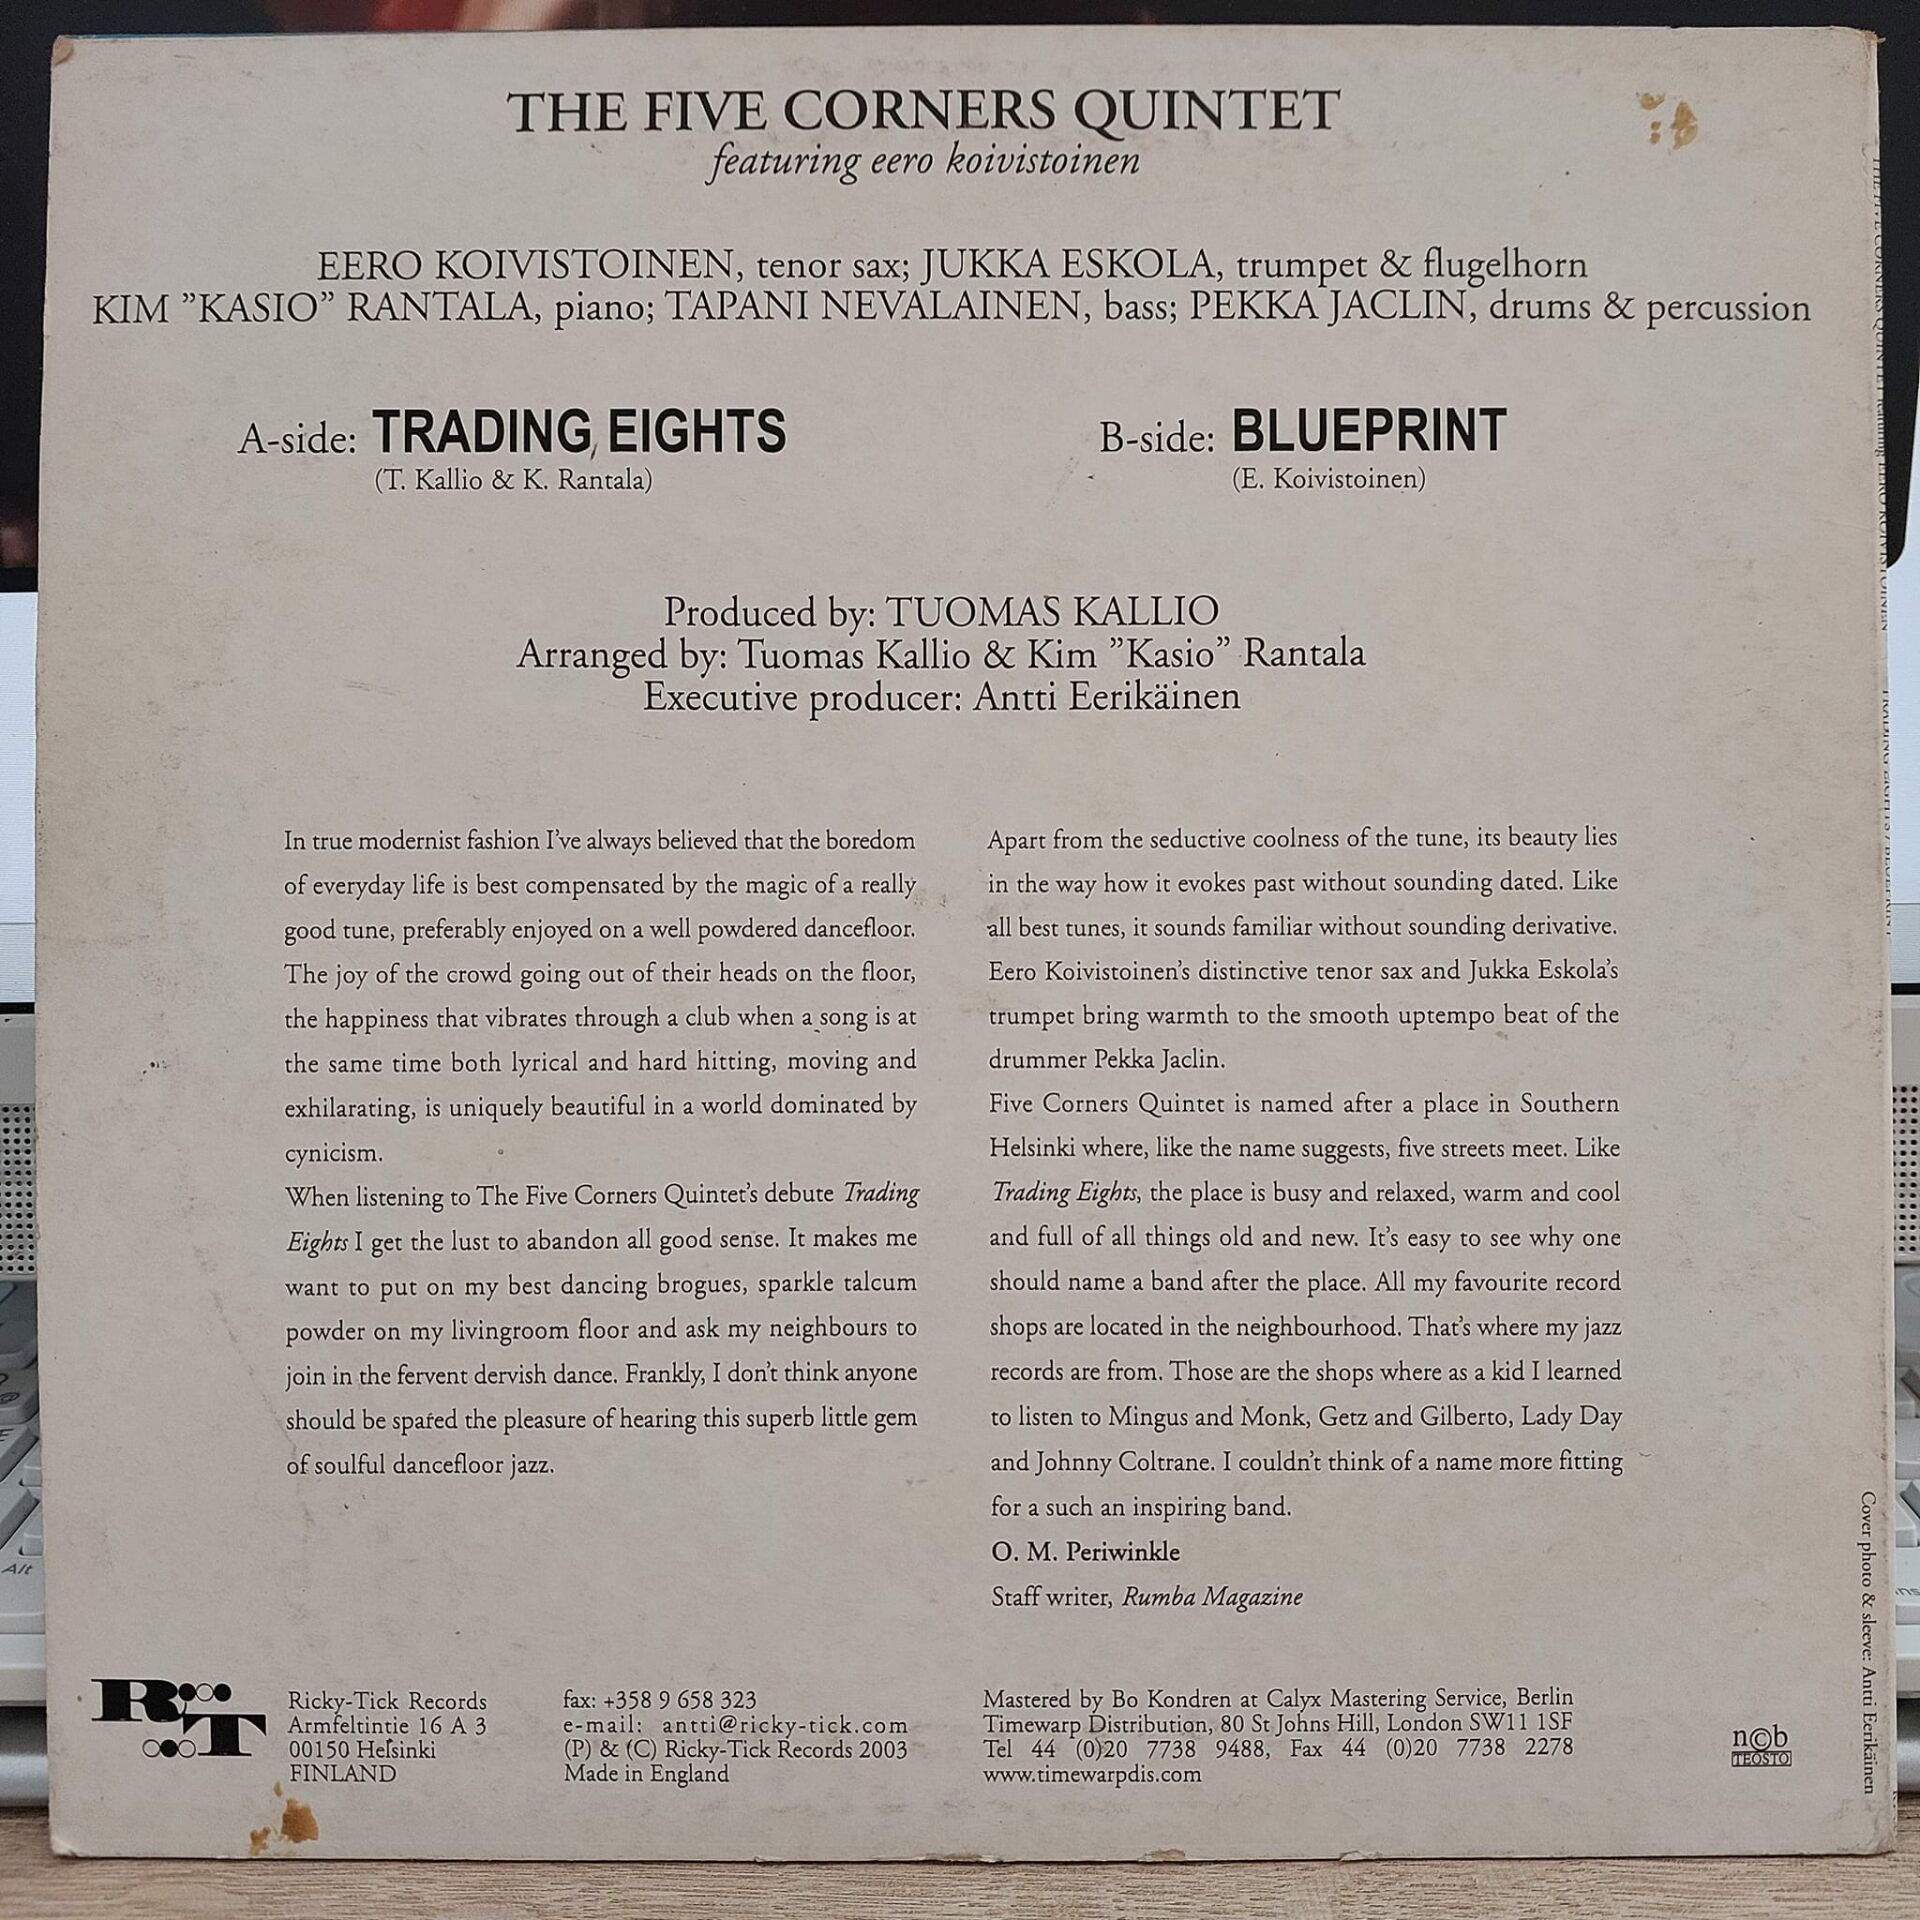 THE FIVE CORNERS QUINTET
featuring eero koivistoinen
EERO KOIVISTOINEN, tenor sax; JUKKA ESKOLA, trumpet & flugelhorn
KIM ”KASIO” RANTALA, piano; TAPANI NEVALAINEN, bass; PEKKA JACLIN, drums & percussion
A-side: TRADING EIGHTS
(T. Kallio & K. Rantala)
B-side: BLUEPRINT
(E. Koivistoinen)
Produced by: TUOMAS KALLIO
Arranged by: Tuomas Kallio & Kim ”Kasio” Rantala
Executive producer: Antti Eerikäinen
In true modernist fashion I’ve always believed that the boredom
of everyday life is best compensated by the magic of a really
good tune, preferably enjoyed on a well powdered dancefloor.
The joy of the crowd going out of their heads on the floor,
the happiness that vibrates through a club when a song is at
the same time both lyrical and hard hitting, moving and
exhilarating, is uniquely beautiful in a world dominated by
cynicism.
When listening to The Five Corners Quintet’s debute Trading
Eights I get the lust to abandon all good sense. It makes me
want to put on my best dancing brogues, sparkle talcum
powder on my livingroom floor and ask my neighbours to
join in the fervent dervish dance. Frankly, I don’t think anyone
should be spared the pleasure of hearing this superb little gem
of soulful dancefloor jazz.
Apart from the seductive coolness of the tune, its beauty lies
in the way how it evokes past without sounding dated. Like
all best tunes, it sounds familiar without sounding derivative.
Eero Koivistoinen’s distinctive tenor sax and Jukka Eskola’s
trumpet bring warmth to the smooth uptempo beat of the
drummer Pekka Jaclin.
Five Corners Quintet is named after a place in Southern
Helsinki where, like the name suggests, five streets meet. Like
Trading Eights, the place is busy and relaxed, warm and cool
and full of all things old and new. It’s easy to see why one
should name a band after the place. All my favourite record
shops are located in the neighbourhood. That’s where my jazz
records are from. Those are the shops where as a kid I learned
to listen to Mingus and Monk, Getz and Gilberto, Lady Day
and Johnny Coltrane. I couldn’t think of a name more fitting
for a such an inspiring band.
O. M. Periwinkle
Staff writer, Rumba Magazine
RT
Ricky-Tick Records
Armfeltintie 16 A 3
00150 Helsinki
FINLAND
fax: +358 9 658 323
e-mail: antti@ricky-tick.com
(P) & (C) Ricky-Tick Records 2003
Made in England
Mastered by Bo Kondren at Calyx Mastering Service, Berlin
Timewarp Distribution, 80 St Johns Hill, London SW11 1SF
Tel 44 (0)20 7738 9488, Fax 44 (0)20 7738 2278
www.timewarpdis.com
n©b
TEOSTO
Cover photo & sleeve: Antti Eerikäinen
THE FIVE CORNERS QUINTET featuring EERO KOIVISTOINEN
Alt